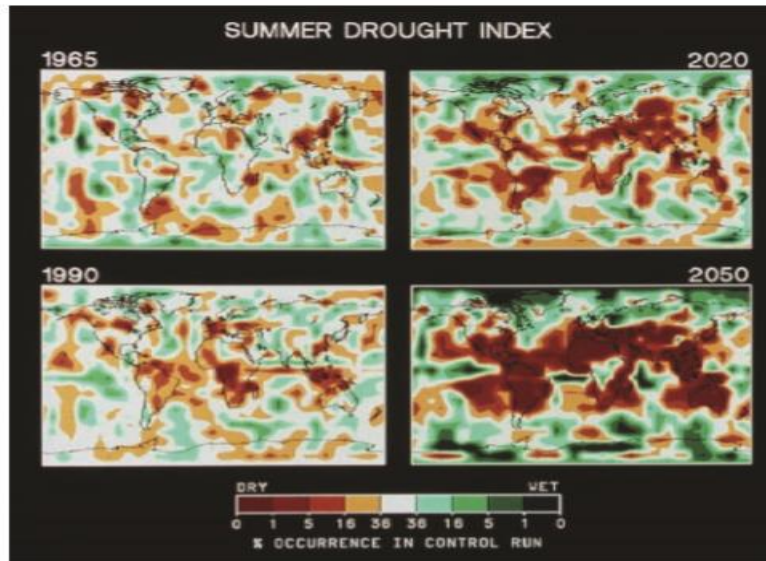 SUMMER DROUGHT INDEX
1965
2020
1990
2050
DRY WET
0 1 5 16 36 36 16 5 1 0
% OCCURRENCE IN CONTROL RUN